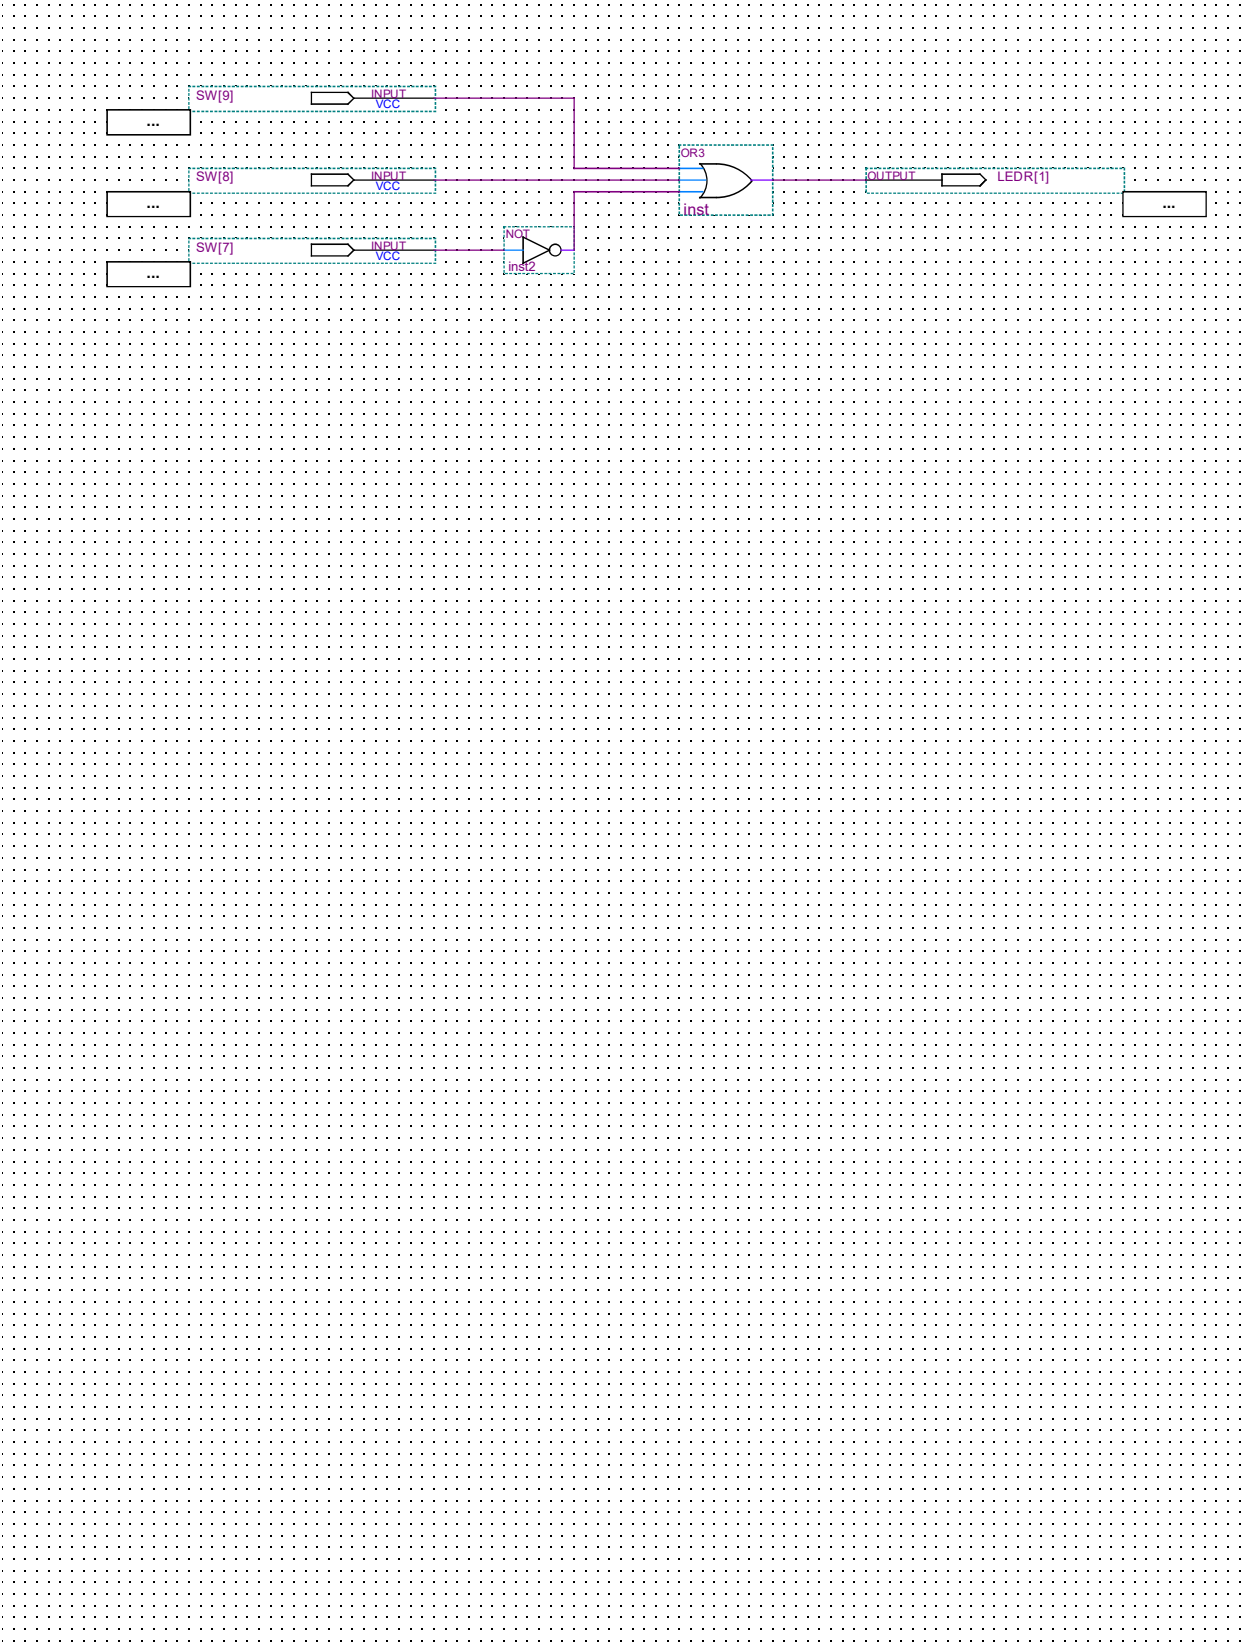 SW[9]
INPUT
VCC
...
OR3
SW[8]
INPUT
VCC
OUTPUT
LEDR[1]
...
inst
...
NOT
SW[7]
INPUT
VCC
inst2
...